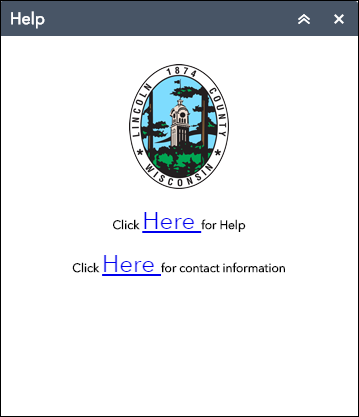 Help
LINCOLN 1874 COUNTY
WISCONSIN
Click Here for Help
Click Here for contact information